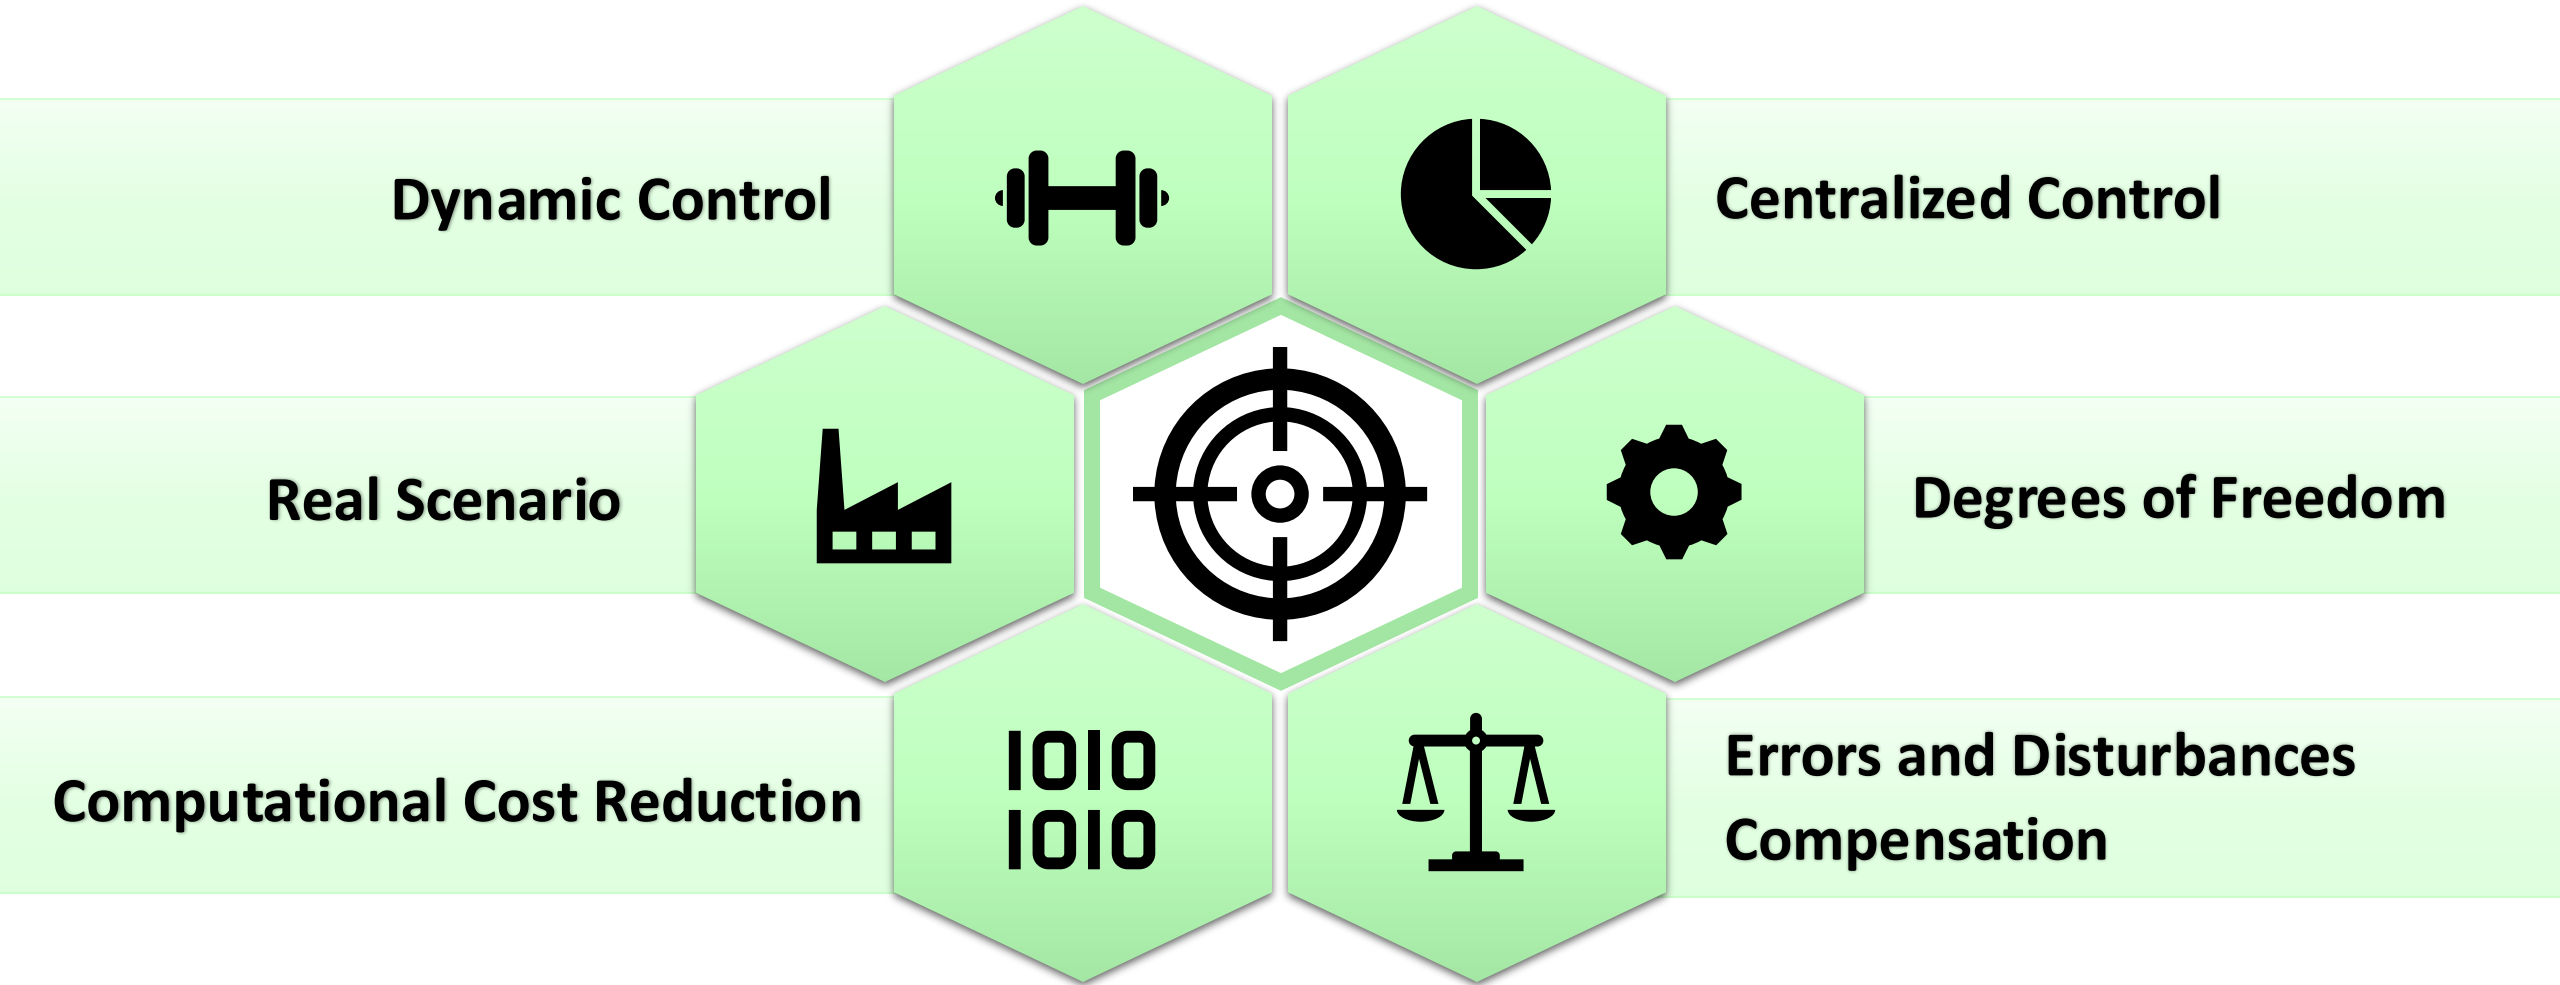 Dynamic Control
Centralized Control
Real Scenario
Degrees of Freedom
Computational Cost Reduction
1010
1010
Errors and Disturbances
Compensation